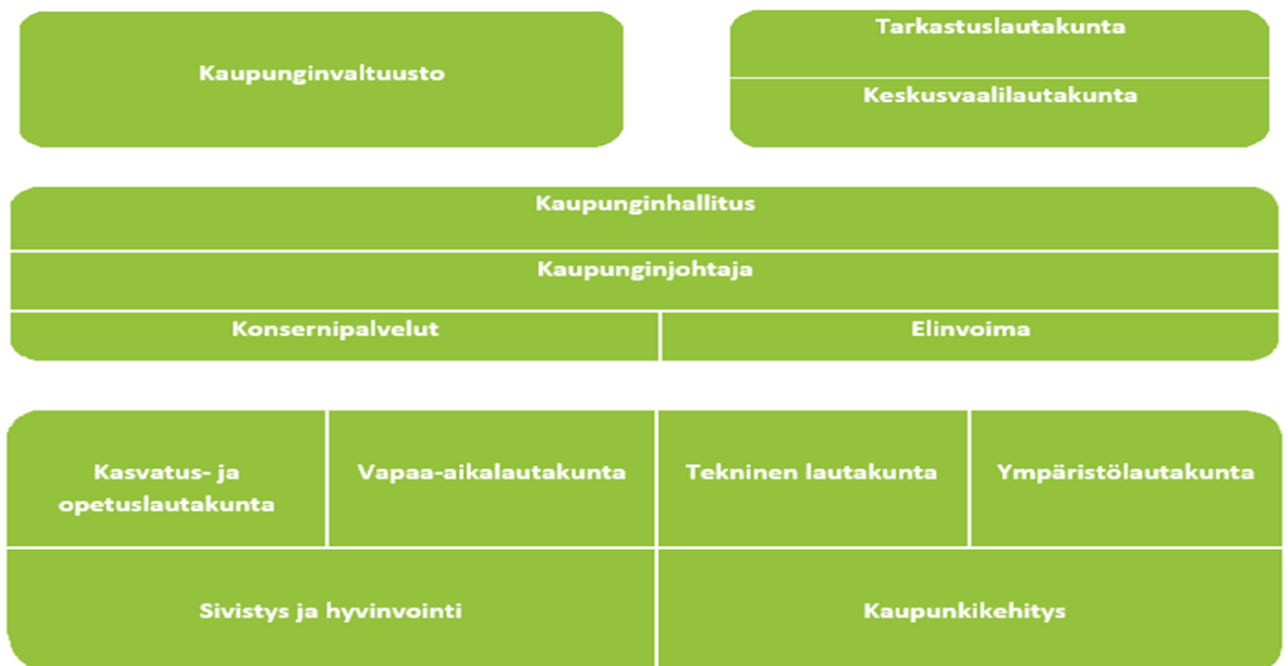 Kaupunginvaltuusto
Tarkastuslautakunta
Keskusvaalilautakunta
Kaupunginhallitus
Kaupunginjohtaja
Konsernipalvelut
Elinvoima
Kasvatus- ja
opetuslautakunta
Vapaa-aikalautakunta
Tekninen lautakunta
Ympäristölautakunta
Sivistys ja hyvinvointi
Kaupunkikehitys